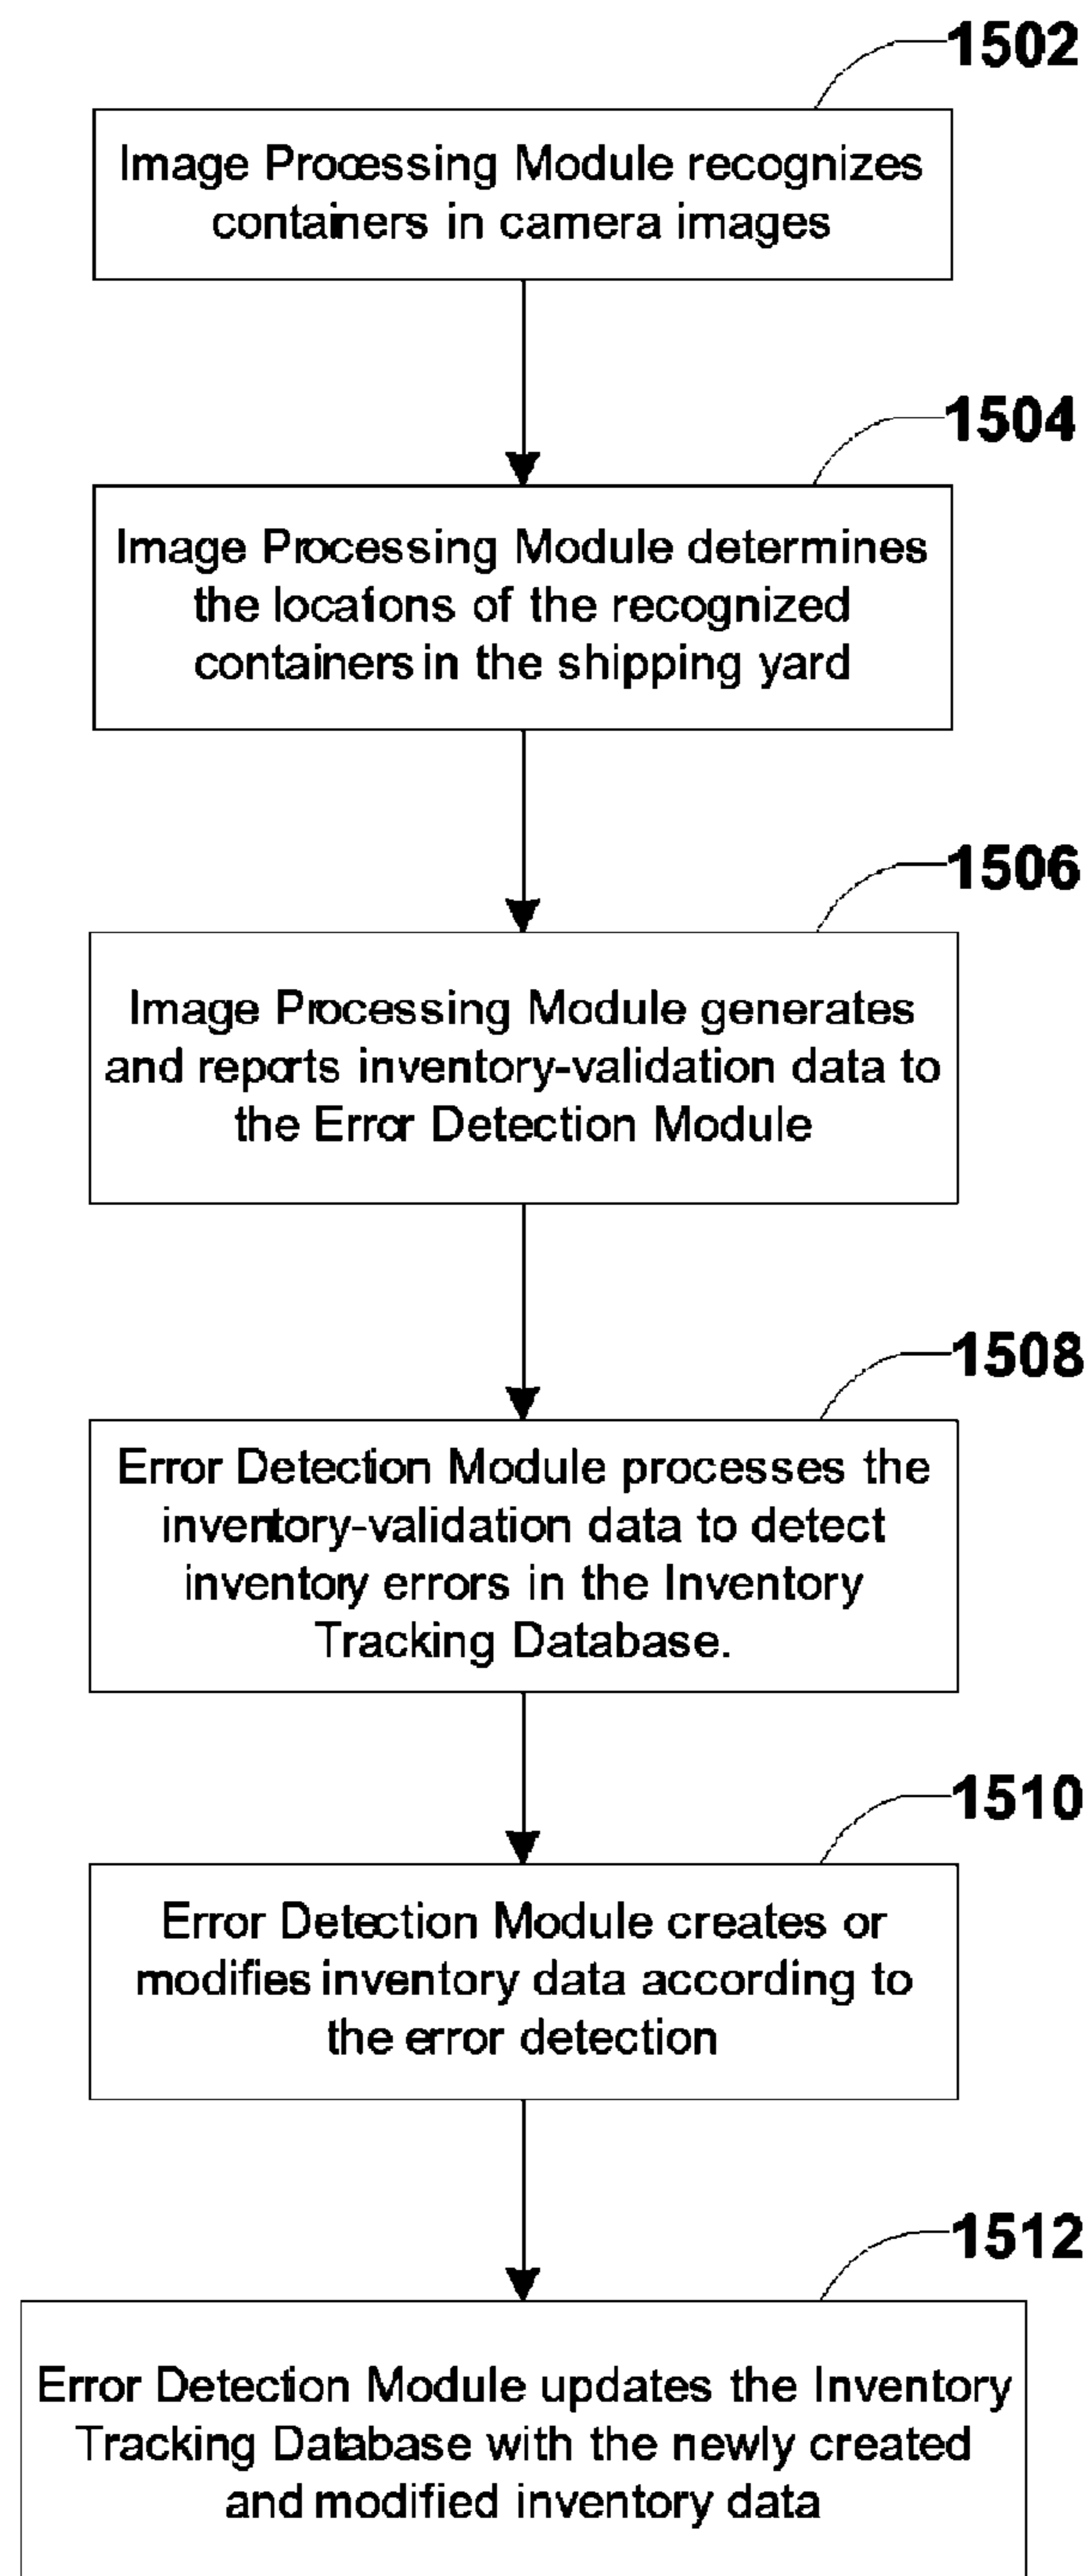 1502
Image Processing Module recognizes
containers in camera images
1504
Image Processing Module determines
the locations of the recognized
containers in the shipping yard
1506
Image Processing Module generates
and reports inventory-validation data to
the Error Detection Module
1508
Error Detection Module processes the
inventory-validation data to detect
inventory errors in the Inventory
Tracking Database.
1510
Error Detection Module creates or
modifies inventory data according to
the error detection
1512
Error Detection Module updates the Inventory
Tracking Database with the newly created
and modified inventory data